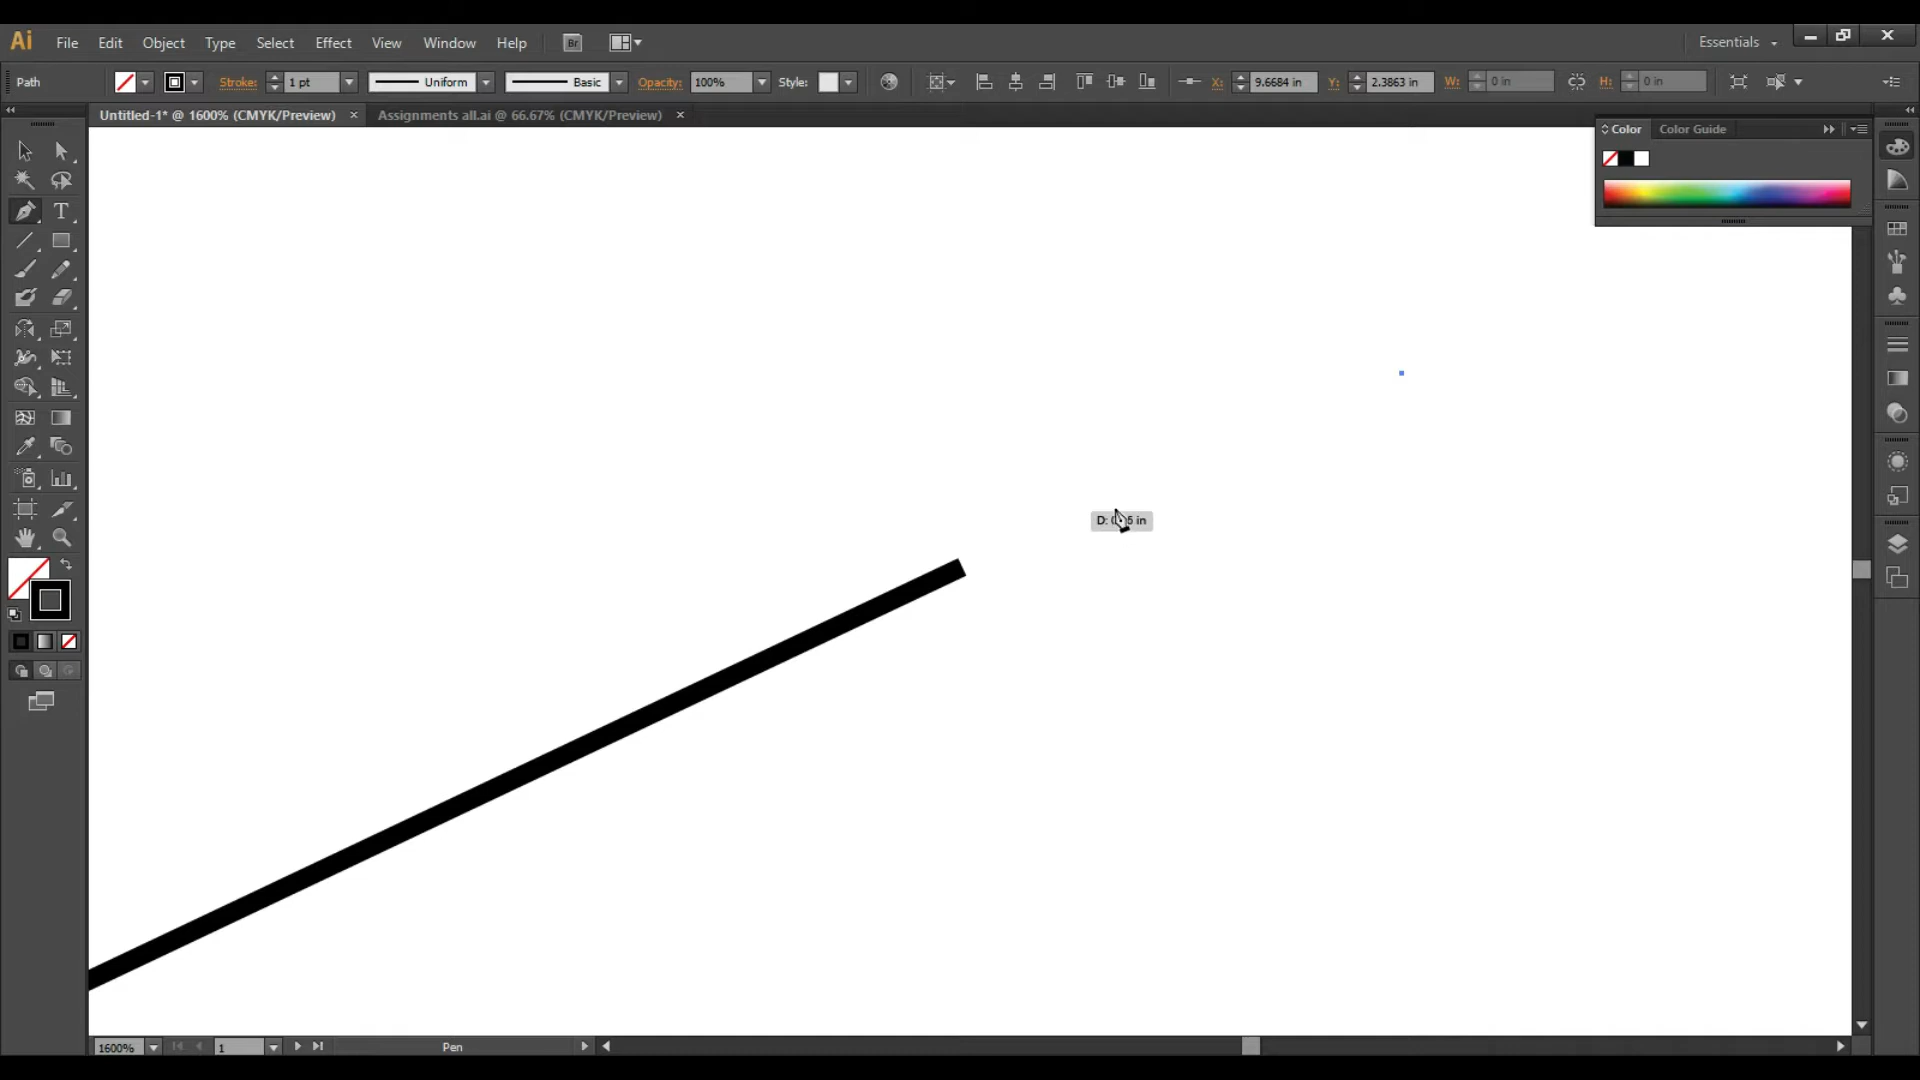 Ai File Edit Object Type Select Effect View Window Help Br Essentials
Path Stroke: 1 pt Uniform Basic Opacity: 100% Style: X: 9.6684 in Y: 2.3863 in W: 0 in H: 0 in
Untitled-1* @ 1600% (CMYK/Preview) Assignments all.ai @ 66.67% (CMYK/Preview)
Color Color Guide
D: in
1600% 1 Pen